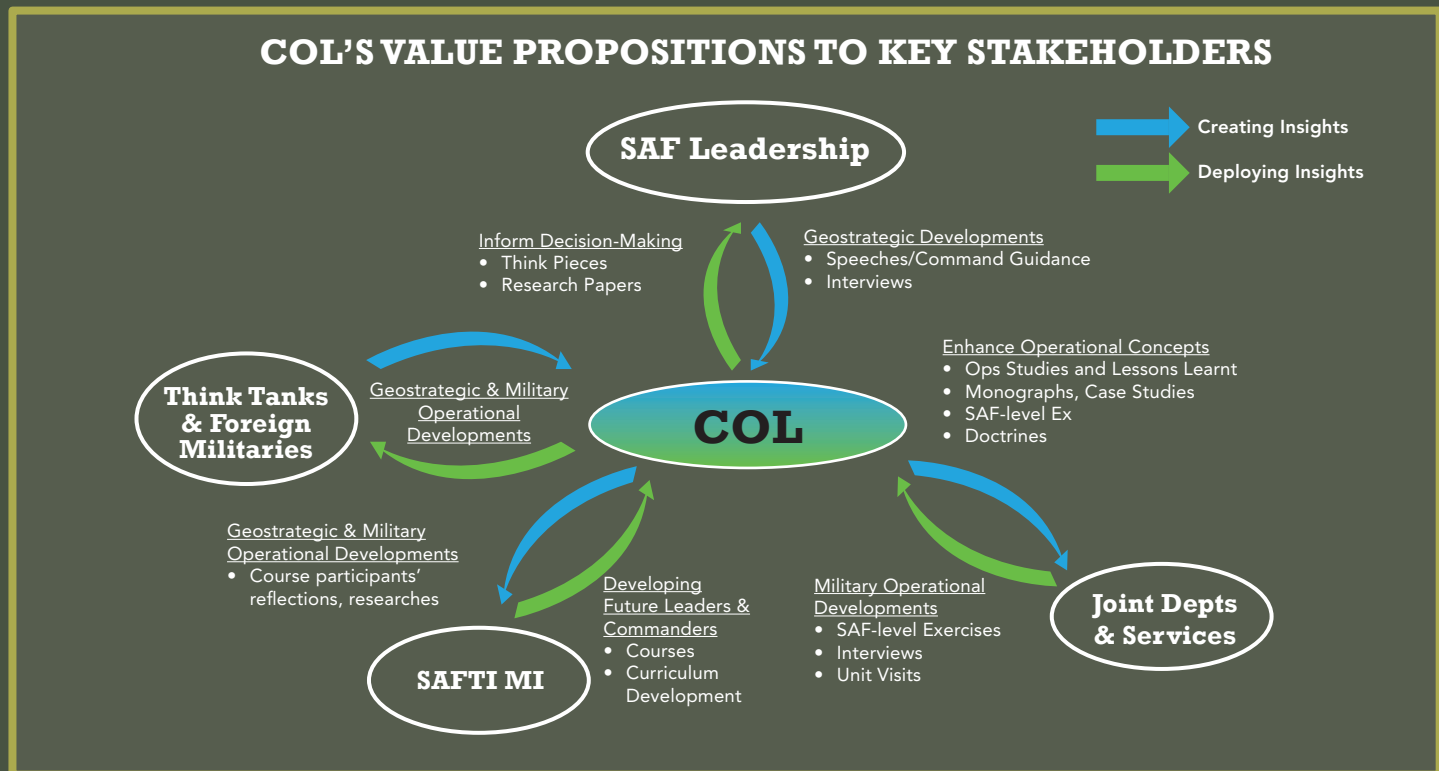 COL'S VALUE PROPOSITIONS TO KEY STAKEHOLDERS
Creating Insights
Deploying Insights
SAF Leadership
Inform Decision-Making
• Think Pieces
• Research Papers
Geostrategic Developments
• Speeches/Command Guidance
• Interviews
Think Tanks
& Foreign
Militaries
Geostrategic & Military
Operational
Developments
COL
Enhance Operational Concepts
• Ops Studies and Lessons Learnt
• Monographs, Case Studies
• SAF-level Ex
• Doctrines
Geostrategic & Military
Operational Developments
• Course participants'
reflections, researches
Developing
Future Leaders &
Commanders
• Courses
• Curriculum
Development
Military Operational
Developments
• SAF-level Exercises
• Interviews
• Unit Visits
Joint Depts
& Services
SAFTI MI